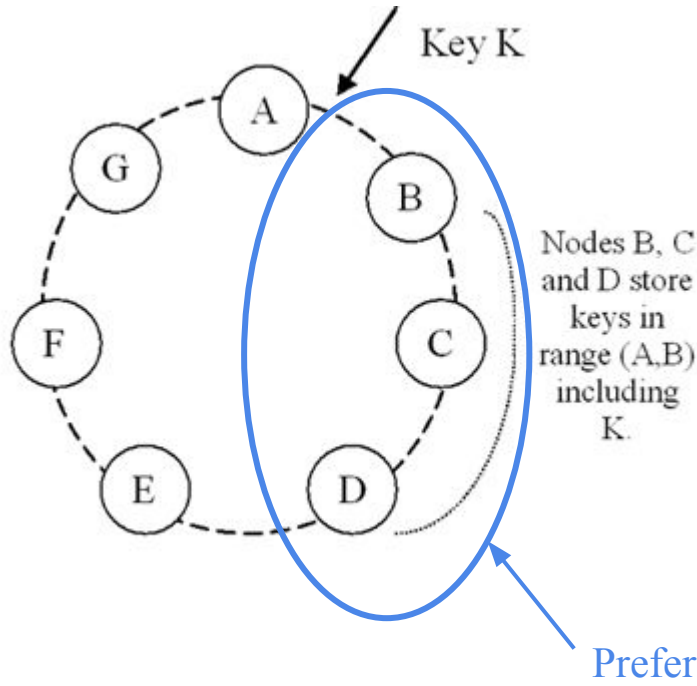 Key K
A
B
C
D
E
F
G
Nodes B, C
and D store
keys in
range (A,B)
including
K.
Prefer